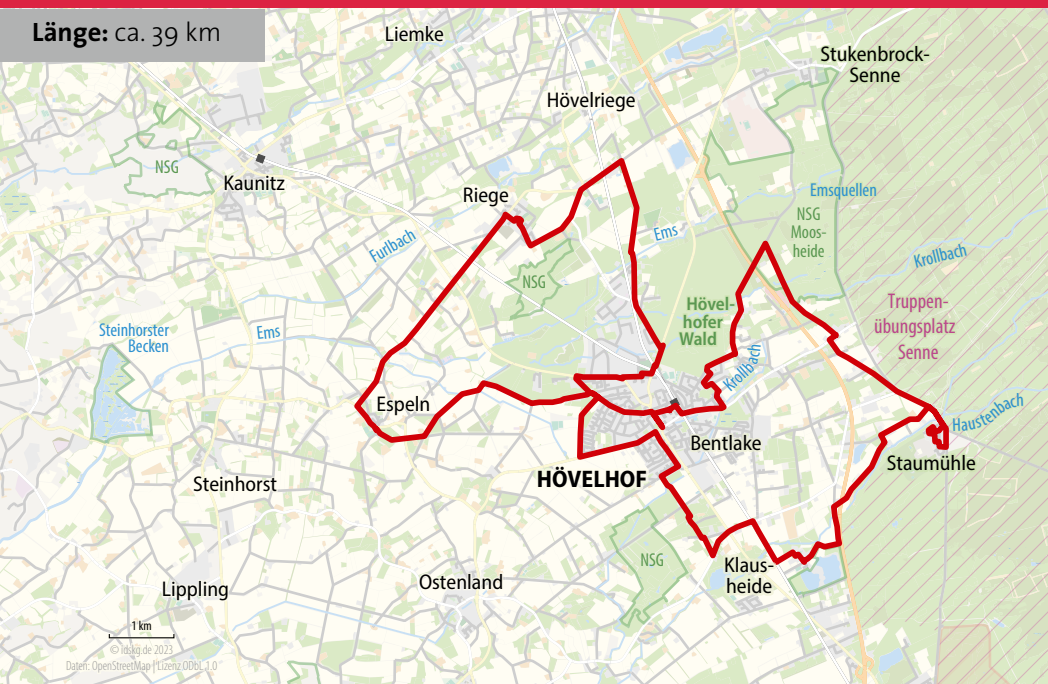 Länge: ca. 39 km
Liemke
Stukenbrock-
Senne
Hövelriege
NSG
Kaunitz
Riege
Emsquellen
NSG
Moos-
heide
Ems
Furlbach
Krollbach
NSG
Truppen-
übungsplatz
Senne
Hövel-
hofer
Wald
Steinhorster
Becken
Ems
Krollbach
Espeln
Haustenbach
Bentlake
Staumühle
HÖVELHOF
Steinhorst
NSG
Klaus-
heide
Ostenland
Lippling
1 km
© idskg.de 2023
Daten: OpenStreetMap | Lizenz ODbL 1.0